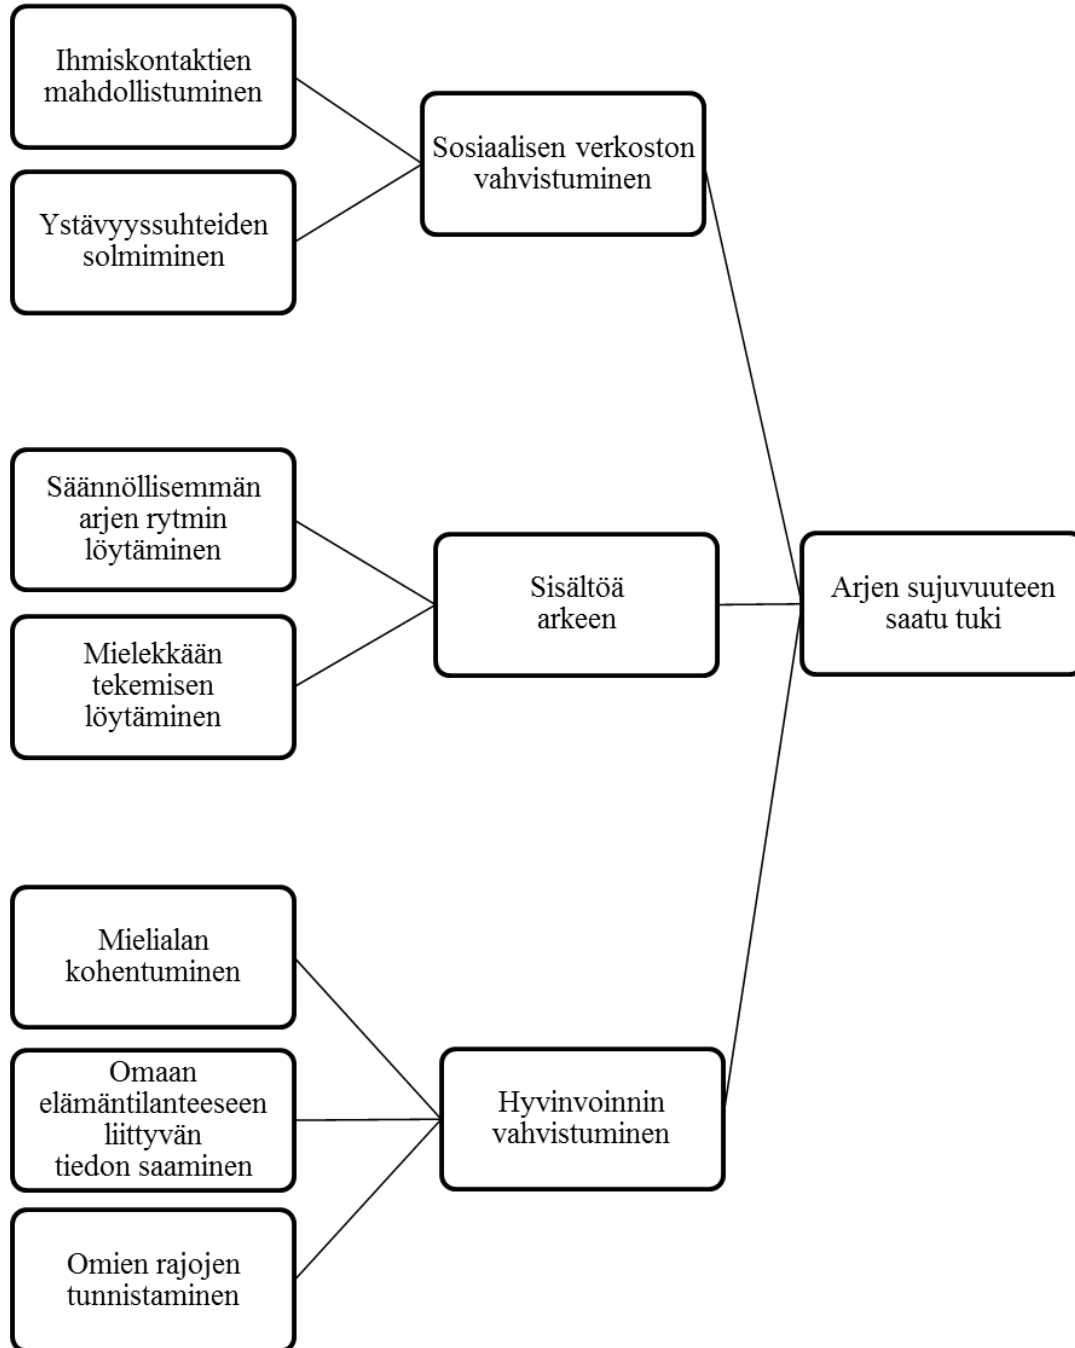 Ihmiskontaktien
mahdollistuminen
Ystävyyssuhteiden
solmiminen
Sosiaalisen verkoston
vahvistuminen
Säännöllisemmän
arjen rytmin
löytäminen
Mielekkään
tekemisen
löytäminen
Sisältöä
arkeen
Arjen sujuvuuteen
saatu tuki
Mielialan
kohentuminen
Omaan
elämäntilanteeseen
liittyvän
tiedon saaminen
Omien rajojen
tunnistaminen
Hyvinvoinnin
vahvistuminen